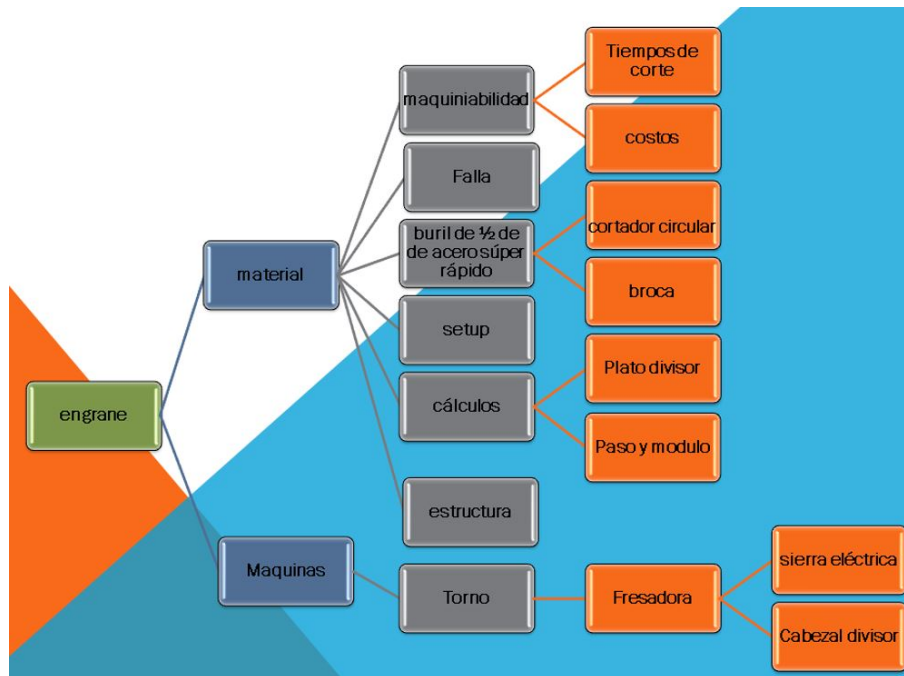 engrane
material
Maquinas
maquiniabilidad
Falla
buril de ½ de
de acero súper
rápido
setup
cálculos
estructura
Torno
Tiempos de
corte
costos
cortador circular
broca
Plato divisor
Paso y modulo
Fresadora
sierra eléctrica
Cabezal divisor